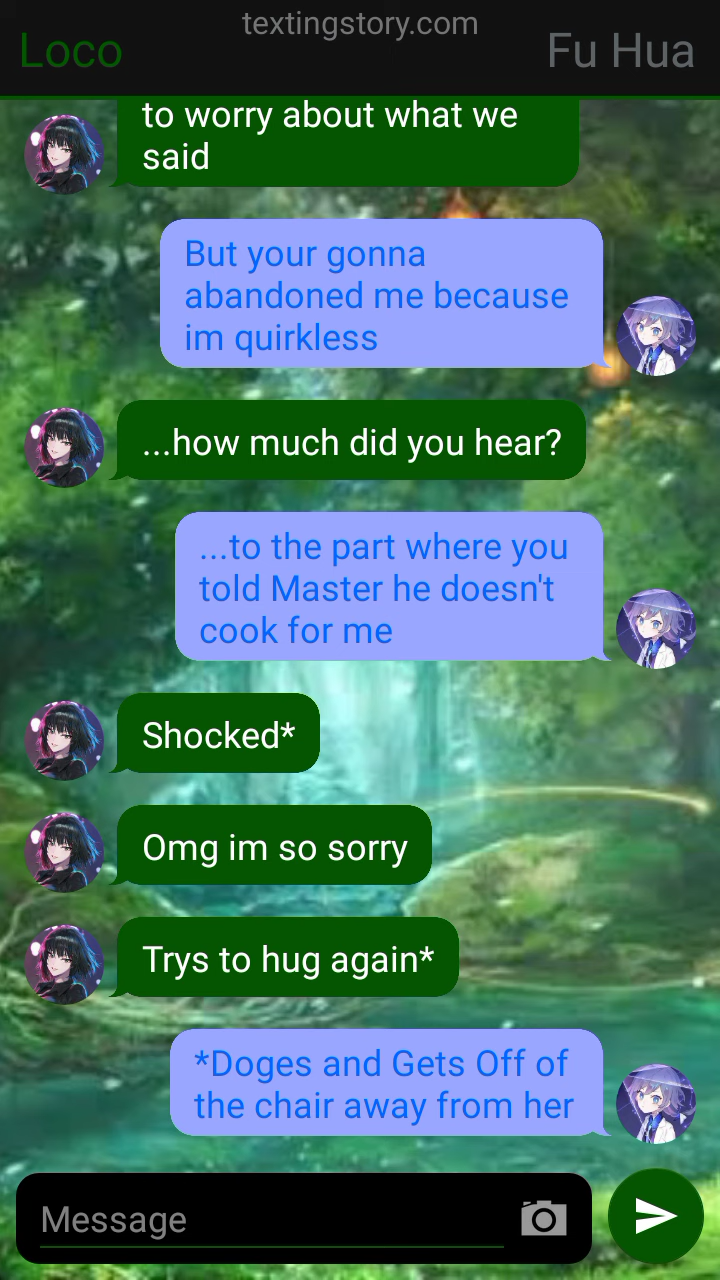 textingstory.com
Loco
Fu Hua
to worry about what we
said
But your gonna
abandoned me because
im quirkless
...how much did you hear?
...to the part where you
told Master he doesn't
cook for me
Shocked*
Omg im so sorry
Trys to hug again*
*Doges and Gets Off of
the chair away from her
Message